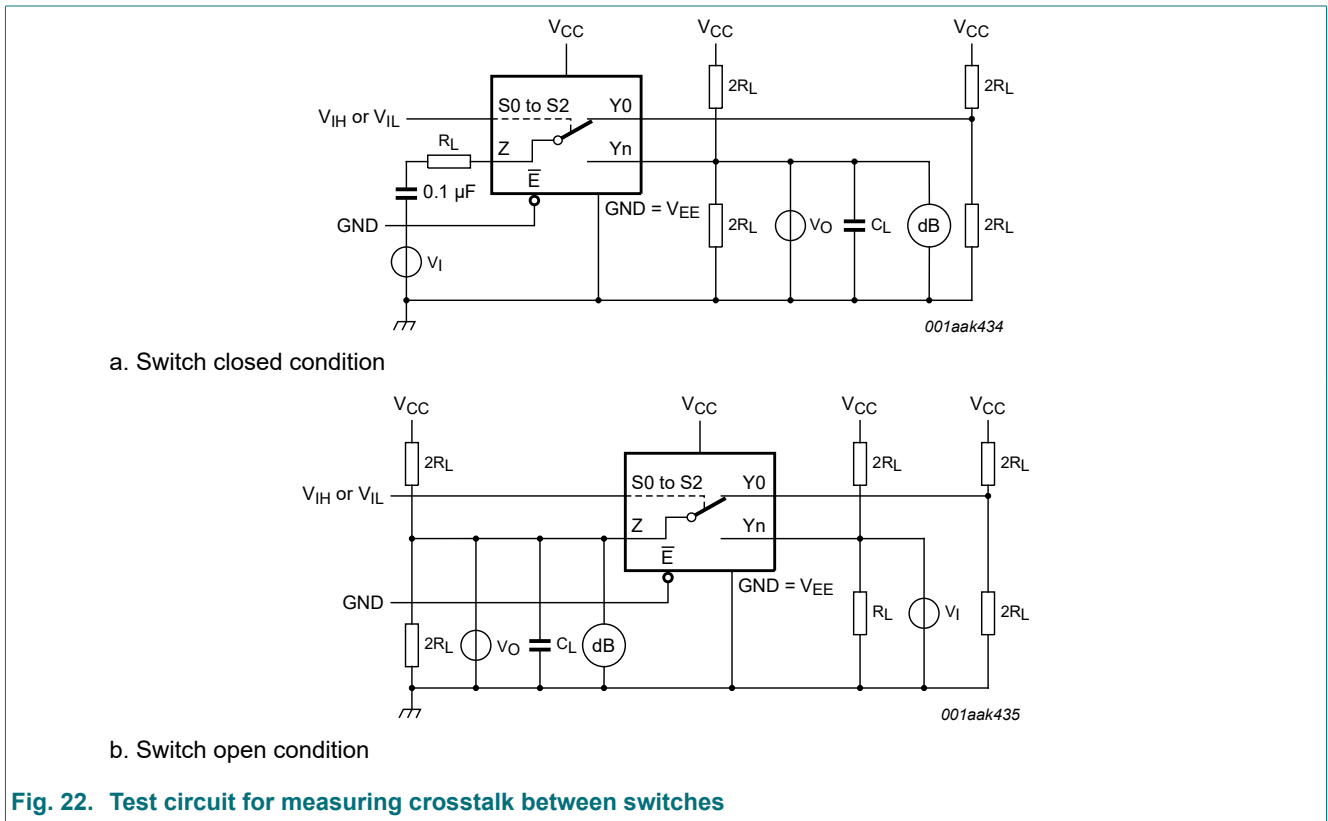 VCC VCC VCC
2RL 2RL
S0 to S2 Y0
VIH or VIL
RL
Z Yn
E
0.1 µF
GND = VEE
GND
2RL VO CL dB 2RL
VI
001aak434
a. Switch closed condition
VCC VCC VCC VCC
2RL 2RL 2RL
S0 to S2 Y0
VIH or VIL
Z Yn
E
GND = VEE
GND
RL VI 2RL
2RL VO CL dB
001aak435
b. Switch open condition
Fig. 22. Test circuit for measuring crosstalk between switches